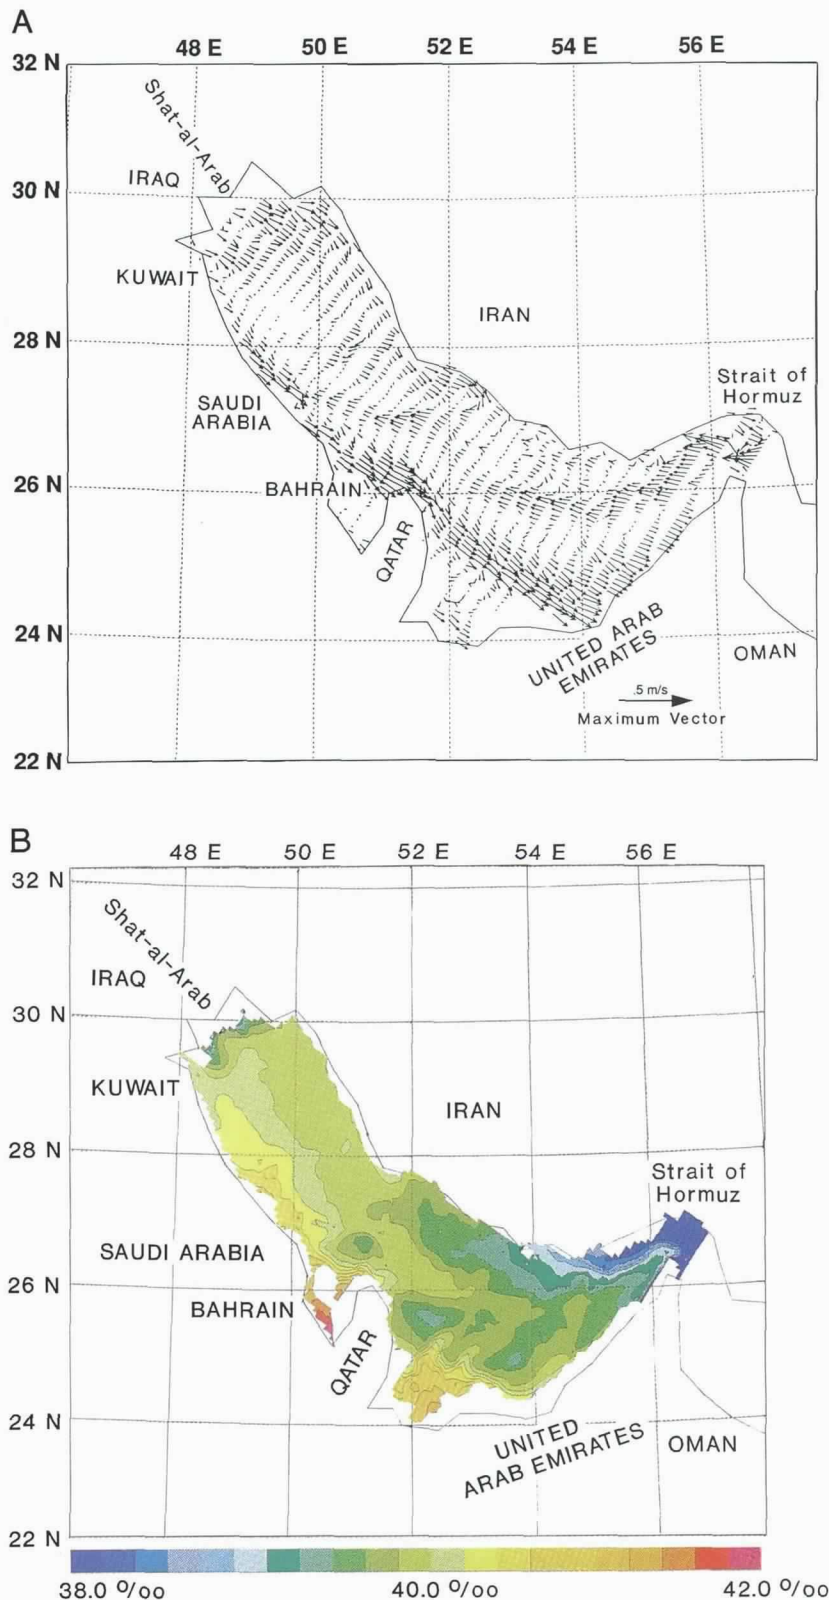 A
48 E 50 E 52 E 54 E 56 E
32 N
Shat-al-Arab
IRAQ
30 N
KUWAIT
IRAN
28 N
Strait of
Hormuz
SAUDI
ARABIA
26 N
BAHRAIN
QATAR
24 N
UNITED ARAB
EMIRATES
OMAN
.5 m/s
Maximum Vector
22 N
B
48 E 50 E 52 E 54 E 56 E
32 N
Shat-al-Arab
IRAQ
30 N
KUWAIT
IRAN
28 N
Strait of
Hormuz
SAUDI ARABIA
26 N
BAHRAIN
QATAR
24 N
UNITED
ARAB EMIRATES
OMAN
22 N
38.0 o/oo 40.0 o/oo 42.0 o/oo